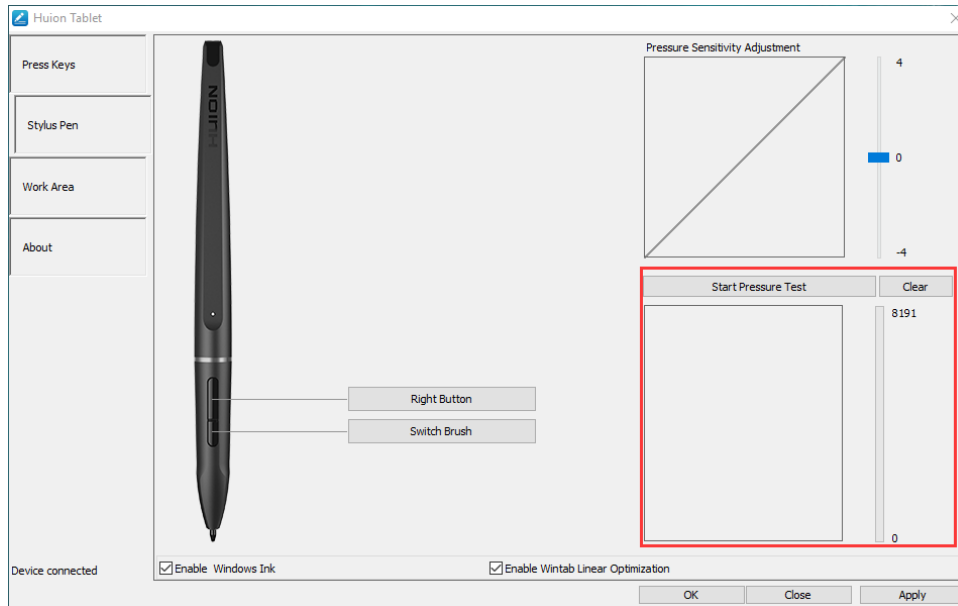 Huion Tablet
Press Keys
Stylus Pen
Work Area
About
Device connected
HUION
Right Button
Switch Brush
Pressure Sensitivity Adjustment
4
0
-4
Start Pressure Test
Clear
8191
0
Enable Windows Ink
Enable Wintab Linear Optimization
OK
Close
Apply